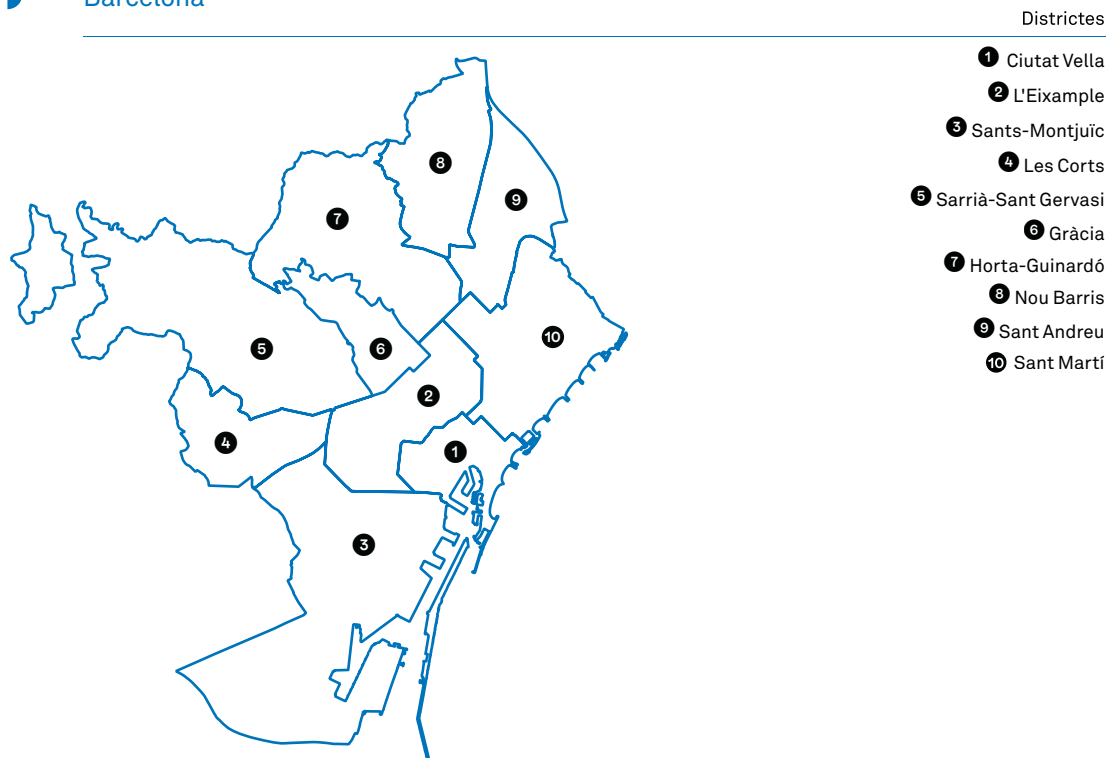 Barcelona
Districtes
1 Ciutat Vella
2 L'Eixample
3 Sants-Montjuïc
4 Les Corts
5 Sarrià-Sant Gervasi
6 Gràcia
7 Horta-Guinardó
8 Nou Barris
9 Sant Andreu
10 Sant Martí
8
9
7
10
5
6
2
4
1
3